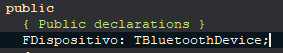 public
{ Public declarations }
FDispositivo: TBluetoothDevice;